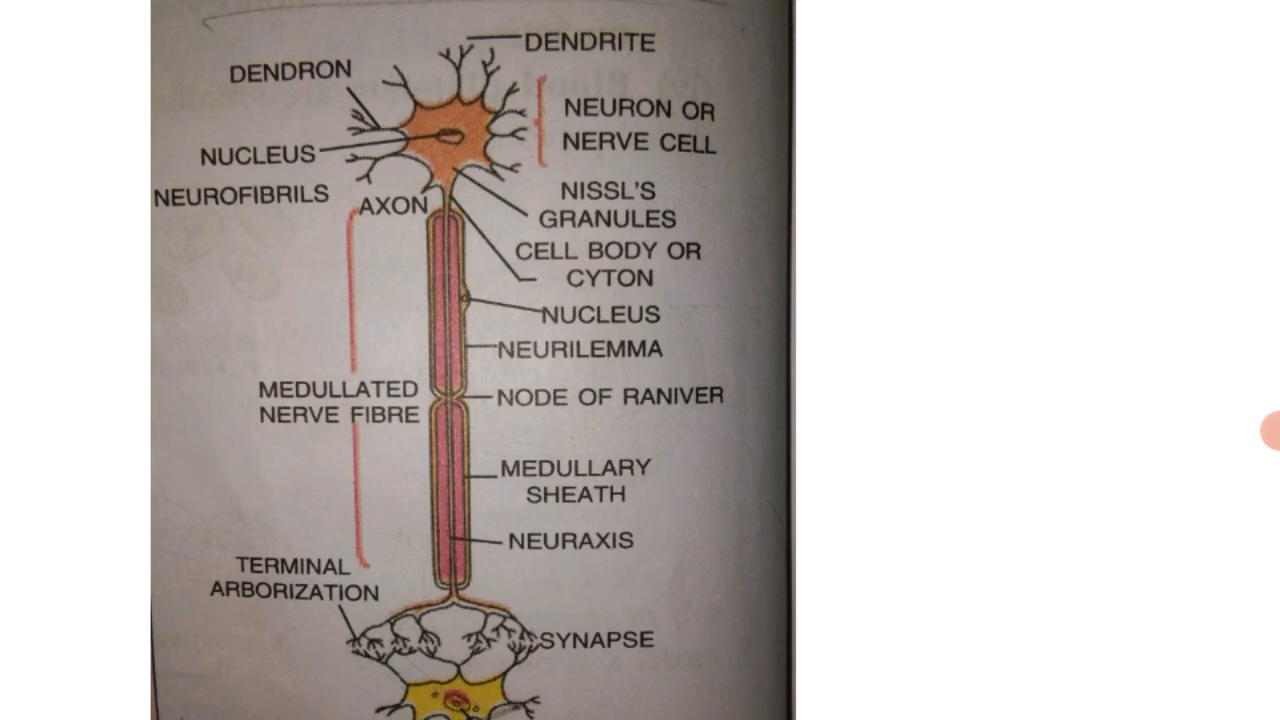 DENDRITE
DENDRON
NEURON OR
NERVE CELL
NUCLEUS
NEUROFIBRILS
AXON
NISSL'S
GRANULES
CELL BODY OR
CYTON
NUCLEUS
NEURILEMMA
MEDULLATED
NERVE FIBRE
NODE OF RANIVER
MEDULLARY
SHEATH
NEURAXIS
TERMINAL
ARBORIZATION
SYNAPSE